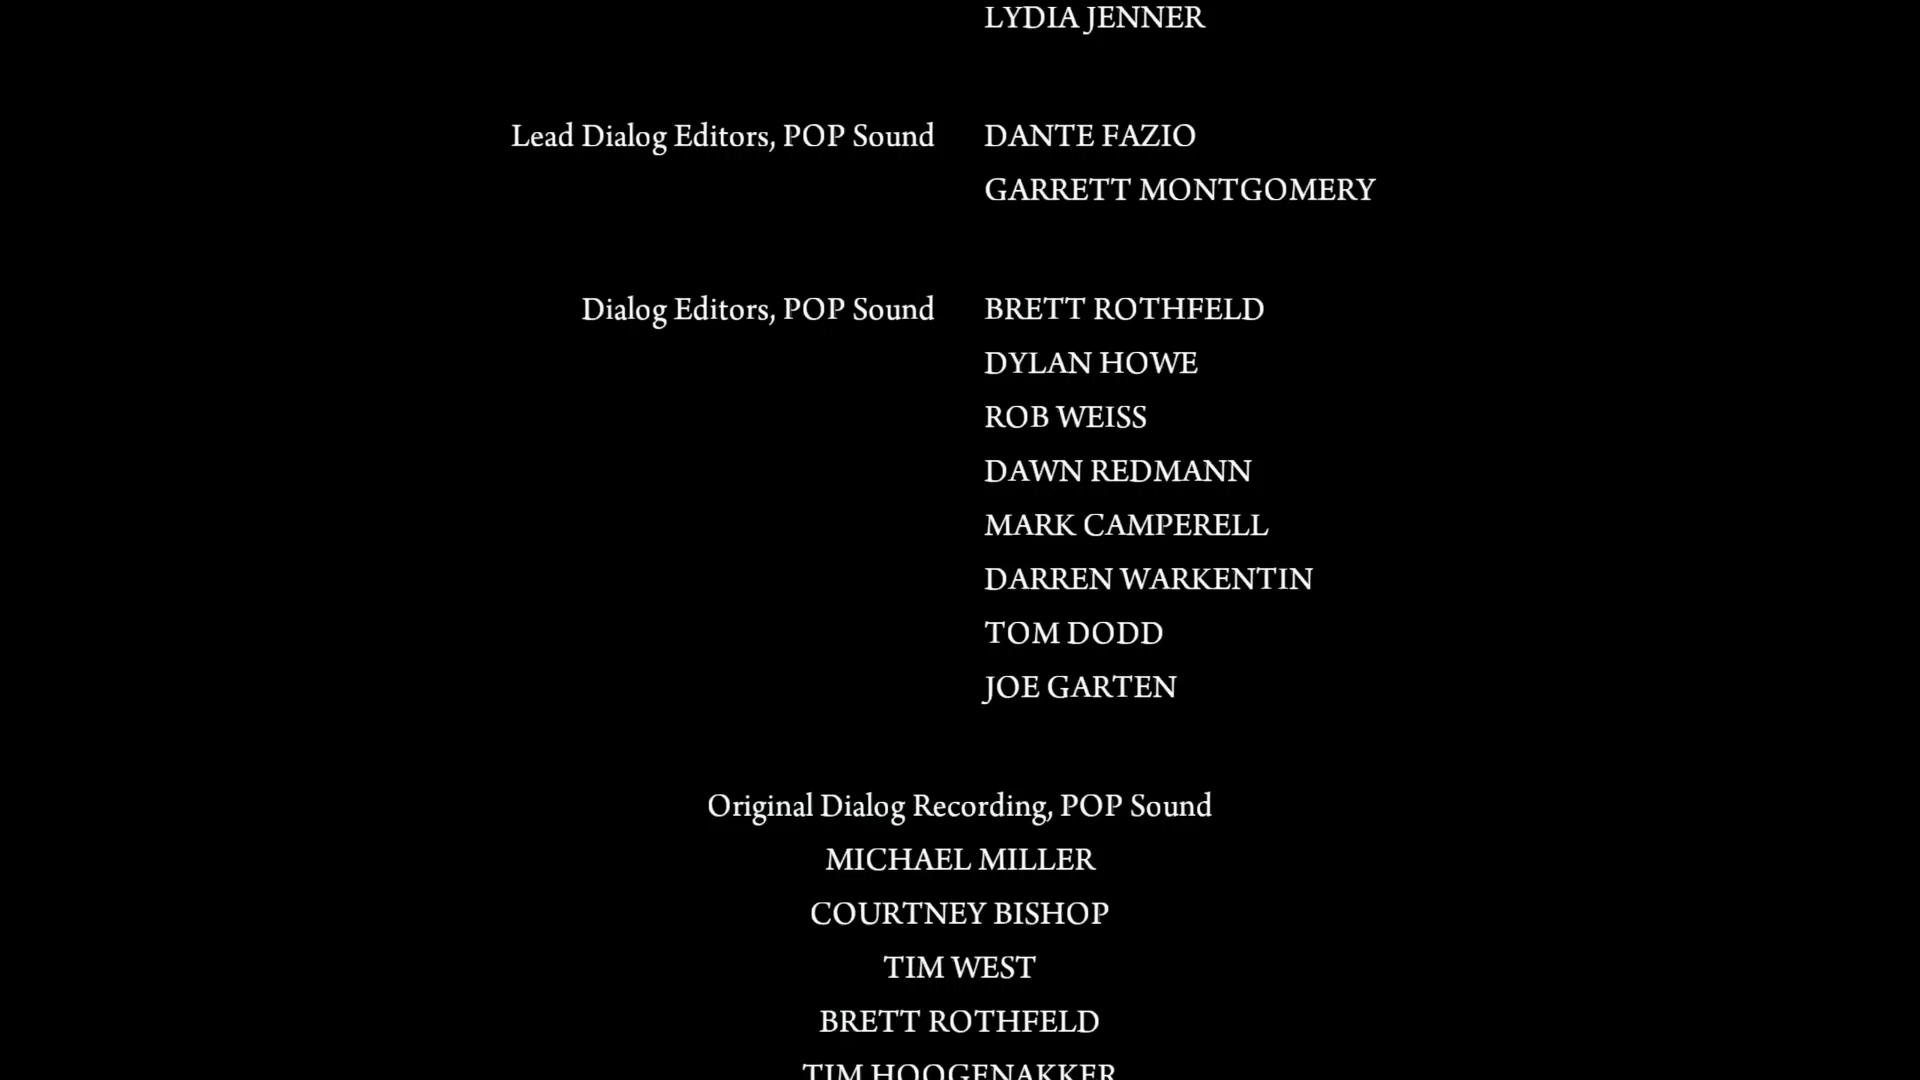 LYDIA JENNER
Lead Dialog Editors, POP Sound DANTE FAZIO
GARRETT MONTGOMERY
Dialog Editors, POP Sound BRETT ROTHFELD
DYLAN HOWE
ROB WEISS
DAWN REDMANN
MARK CAMPERELL
DARREN WARKENTIN
TOM DODD
JOE GARTEN
Original Dialog Recording, POP Sound
MICHAEL MILLER
COURTNEY BISHOP
TIM WEST
BRETT ROTHFELD
TIM HOOGENAKKER